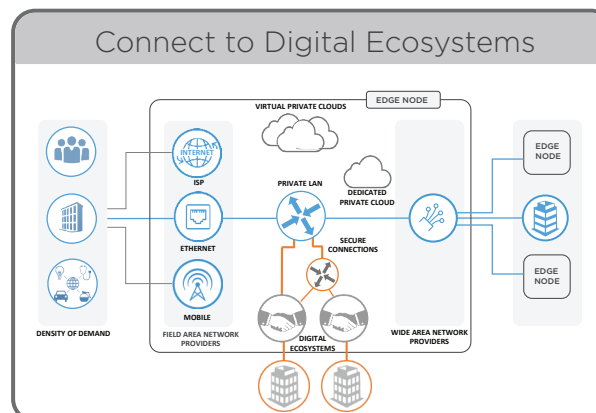 Connect to Digital Ecosystems
EDGE NODE
VIRTUAL PRIVATE CLOUDS
INTERNET
ISP
PRIVATE LAN
DEDICATED
PRIVATE CLOUD
EDGE
NODE
ETHERNET
SECURE
CONNECTIONS
MOBILE
EDGE
NODE
DENSITY OF DEMAND
FIELD AREA NETWORK
PROVIDERS
DIGITAL
ECOSYSTEMS
WIDE AREA NETWORK
PROVIDERS